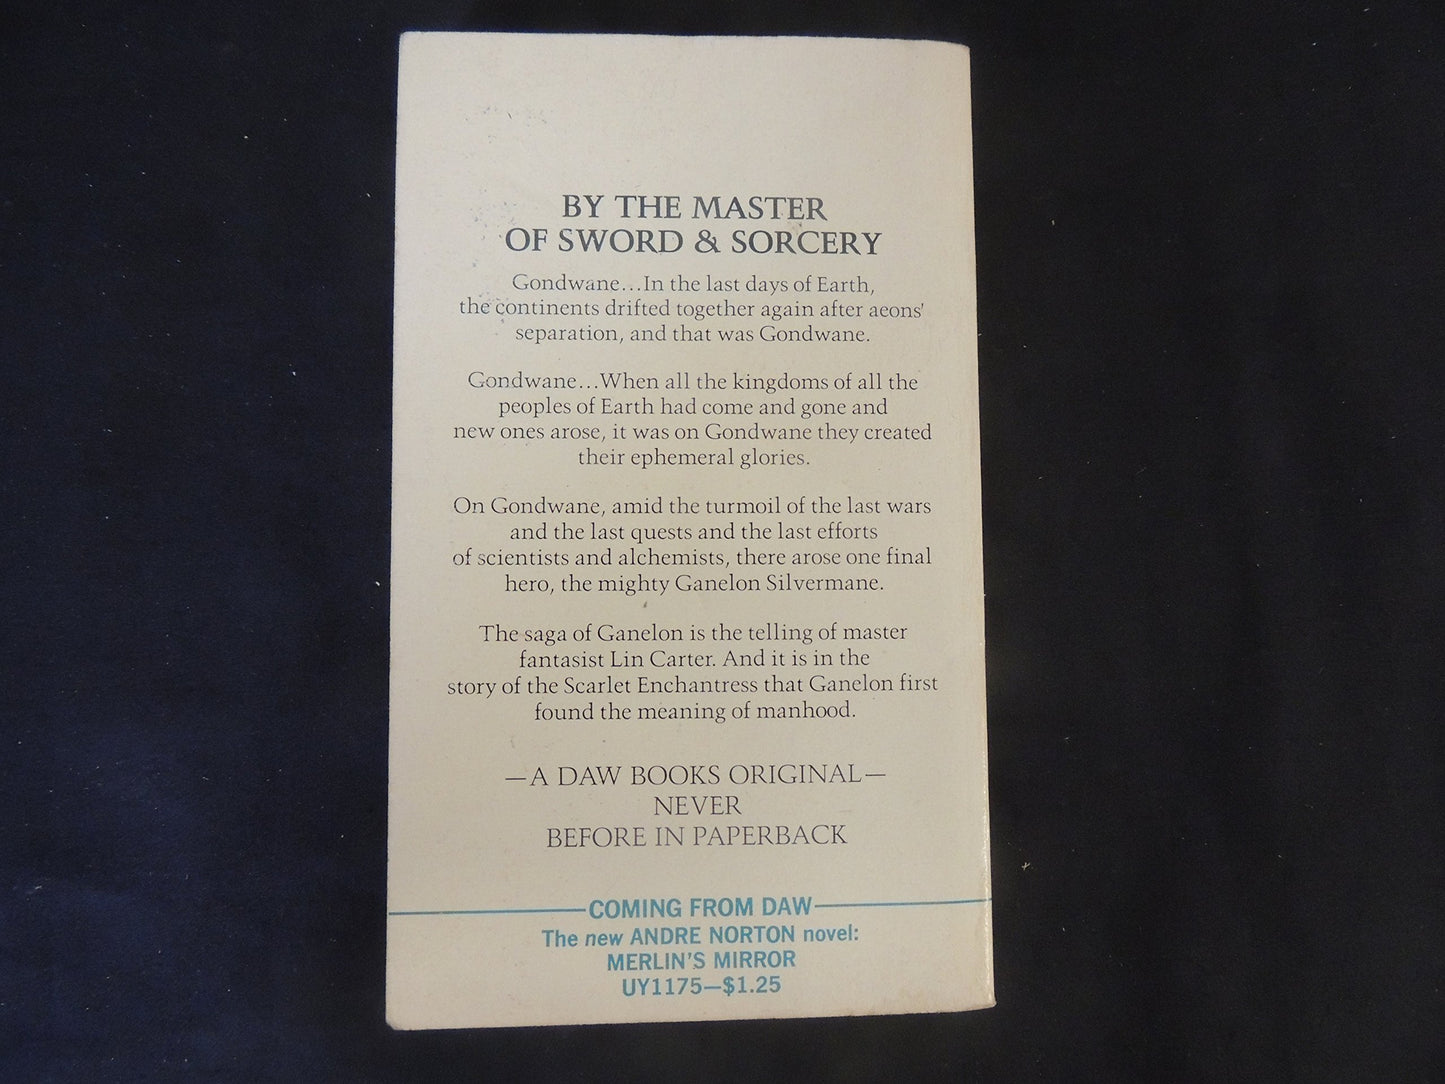 BY THE MASTER
OF SWORD & SORCERY
Gondwane...In the last days of Earth,
the continents drifted together again after aeons'
separation, and that was Gondwane.
Gondwane...When all the kingdoms of all the
peoples of Earth had come and gone and
new ones arose, it was on Gondwane they created
their ephemeral glories.
On Gondwane, amid the turmoil of the last wars
and the last quests and the last efforts
of scientists and alchemists, there arose one final
hero, the mighty Ganelon Silvermane.
The saga of Ganelon is the telling of master
fantasist Lin Carter. And it is in the
story of the Scarlet Enchantress that Ganelon first
found the meaning of manhood.
—A DAW BOOKS ORIGINAL—
NEVER
BEFORE IN PAPERBACK
COMING FROM DAW
The new ANDRE NORTON novel:
MERLIN'S MIRROR
UY1175—$1.25